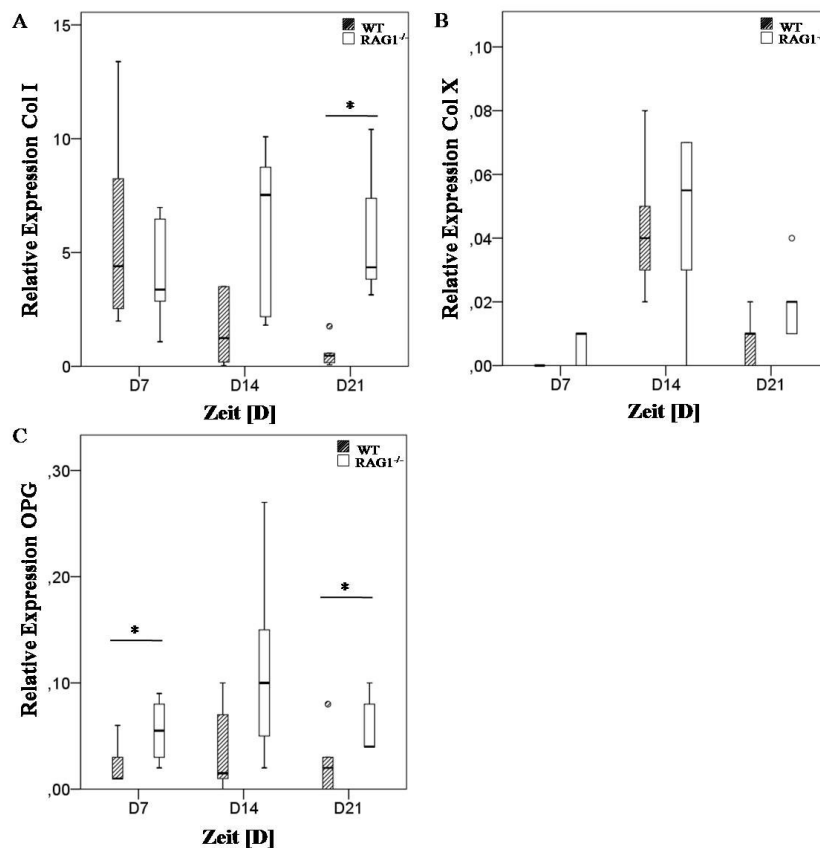 A
WT
RAG1-/-
Relative Expression Col I
15
10
5
0
*
D7 D14 D21
Zeit [D]
B
WT
RAG1-/-
Relative Expression Col X
,10
,08
,06
,04
,02
,00
D7 D14 D21
Zeit [D]
C
WT
RAG1-/-
Relative Expression OPG
,30
,20
,10
,00
*
*
D7 D14 D21
Zeit [D]